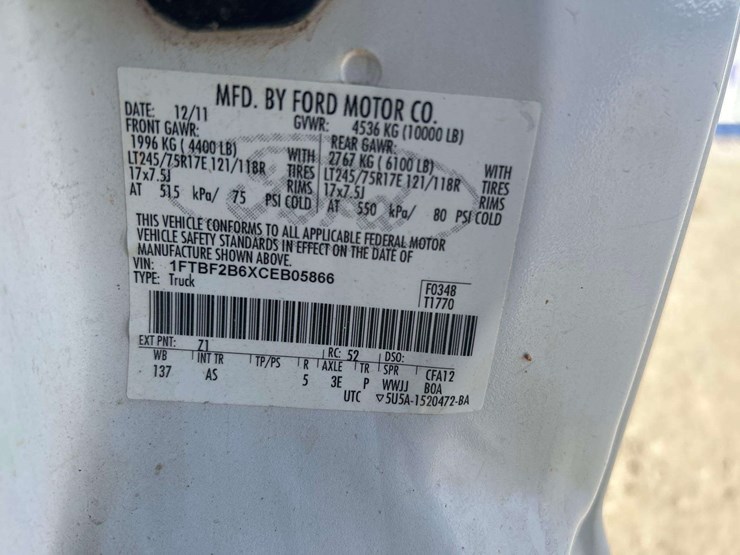 MFD. BY FORD MOTOR CO.
DATE: 12/11 GVWR: 4536 KG (10000 LB)
FRONT GAWR: REAR GAWR:
1996 KG ( 4400 LB) WITH 2767 KG ( 6100 LB) WITH
LT245/75R17E 121/118R TIRES LT245/75R17E 121/118R TIRES
17x7.5J RIMS 17x7.5J RIMS
AT 515 kPa/ 75 PSI COLD AT 550 kPa/ 80 PSI COLD
THIS VEHICLE CONFORMS TO ALL APPLICABLE FEDERAL MOTOR
VEHICLE SAFETY STANDARDS IN EFFECT ON THE DATE OF
MANUFACTURE SHOWN ABOVE.
VIN: 1FTBF2B6XCEB05866 F0348
TYPE: Truck T1770
EXT PNT: Z1 RC: 52 DSO:
WB INT TR TP/PS R AXLE TR SPR CFA12
137 AS 5 3E P WWJJ B0A
UTC ▽5U5A-1520472-BA